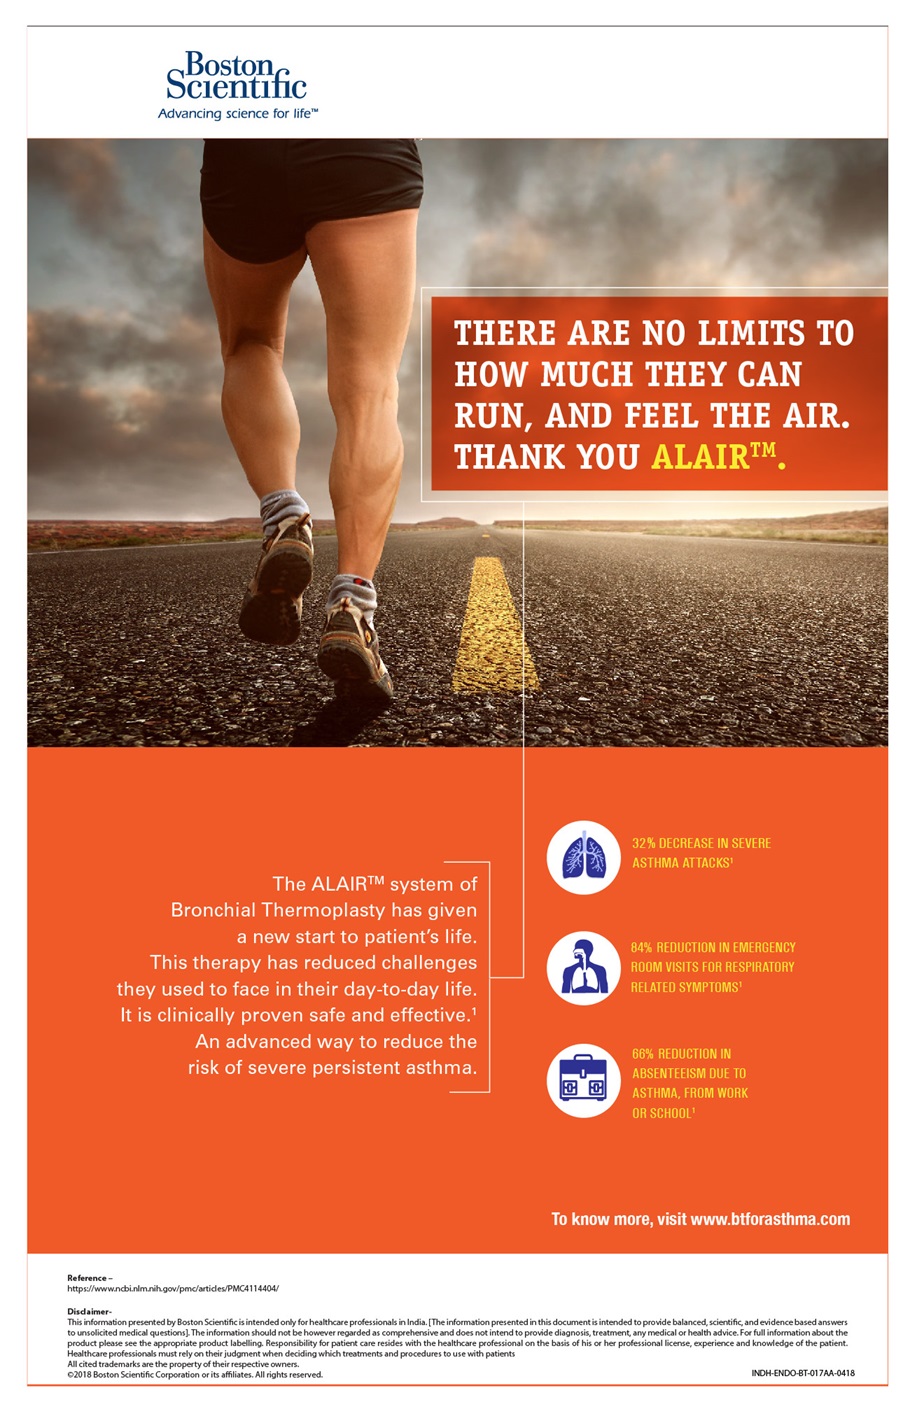 Boston
Scientific
Advancing science for life™
THERE ARE NO LIMITS TO
HOW MUCH THEY CAN
RUN, AND FEEL THE AIR.
THANK YOU ALAIR™.
The ALAIR™ system of
Bronchial Thermoplasty has given
a new start to patient's life.
This therapy has reduced challenges
they used to face in their day-to-day life.
It is clinically proven safe and effective.¹
An advanced way to reduce the
risk of severe persistent asthma.
32% DECREASE IN SEVERE
ASTHMA ATTACKS¹
84% REDUCTION IN EMERGENCY
ROOM VISITS FOR RESPIRATORY
RELATED SYMPTOMS¹
66% REDUCTION IN
ABSENTEEISM DUE TO
ASTHMA, FROM WORK
OR SCHOOL¹
To know more, visit www.btforasthma.com
Reference –
https://www.ncbi.nlm.nih.gov/pmc/articles/PMC4114404/
Disclaimer-
This information presented by Boston Scientific is intended only for healthcare professionals in India. [The information presented in this document is intended to provide balanced, scientific, and evidence based answers
to unsolicited medical questions]. The information should not be however regarded as comprehensive and does not intend to provide diagnosis, treatment, any medical or health advice. For full information about the
product please see the appropriate product labelling. Responsibility for patient care resides with the healthcare professional on the basis of his or her professional license, experience and knowledge of the patient.
Healthcare professionals must rely on their judgment when deciding which treatments and procedures to use with patients
All cited trademarks are the property of their respective owners.
©2018 Boston Scientific Corporation or its affiliates. All rights reserved.
INDH-ENDO-BT-017AA-0418